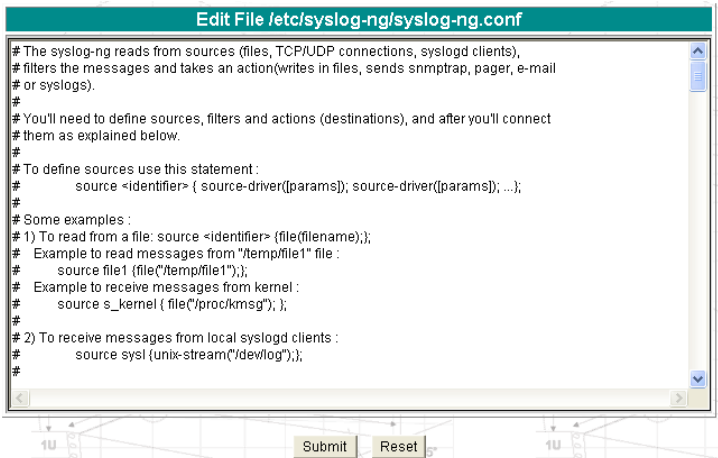 Edit File /etc/syslog-ng/syslog-ng.conf
# The syslog-ng reads from sources (files, TCP/UDP connections, syslogd clients),
# filters the messages and takes an action(writes in files, sends snmptrap, pager, e-mail
# or syslogs).
#
# You'll need to define sources, filters and actions (destinations), and after you'll connect
# them as explained below.
#
# To define sources use this statement :
# source <identifier> { source-driver([params]); source-driver([params]); ...};
#
# Some examples :
# 1) To read from a file: source <identifier> {file(filename);};
# Example to read messages from "/temp/file1" file :
# source file1 {file("/temp/file1");};
# Example to receive messages from kernel :
# source s_kernel { file("/proc/kmsg"); };
#
# 2) To receive messages from local syslogd clients :
# source sysl {unix-stream("/dev/log");};
#
Submit Reset
1U 5° 1U